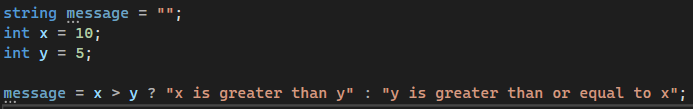 string message = "";
int x = 10;
int y = 5;
message = x > y ? "x is greater than y" : "y is greater than or equal to x";